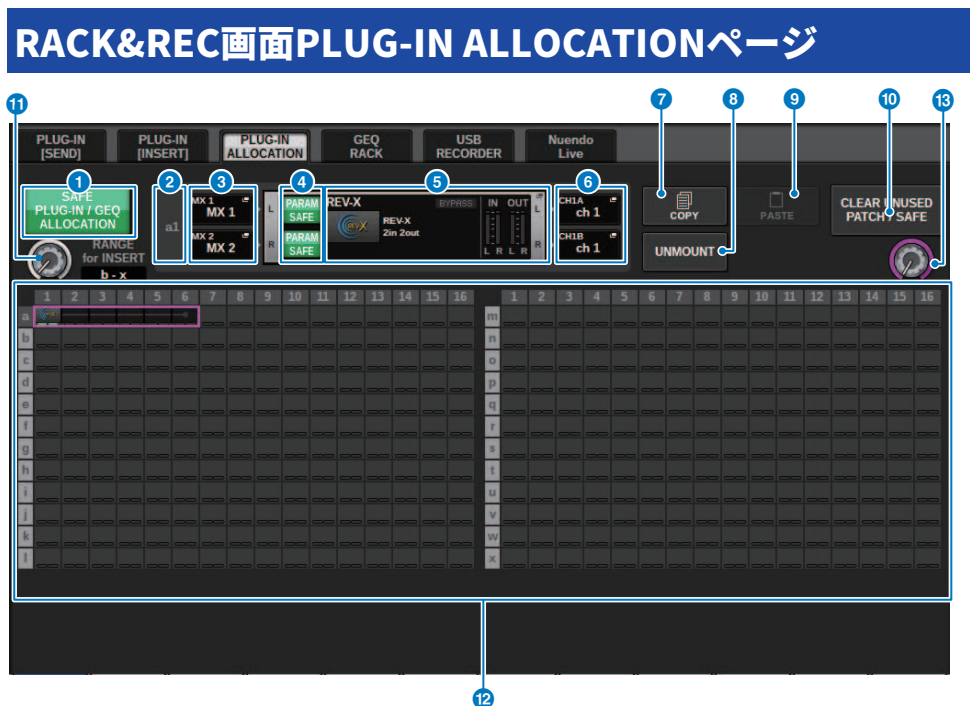 RACK&REC画面PLUG-IN ALLOCATIONページ
⑪
⑦
⑧
⑨
⑩
⑬
PLUG-IN [SEND]
PLUG-IN [INSERT]
PLUG-IN ALLOCATION
GEQ RACK
USB RECORDER
Nuendo Live
①
②
③
④
⑤
⑥
SAFE
PLUG-IN / GEQ
ALLOCATION
a1
MX 1
MX 1
MX 2
MX 2
L
R
PARAM SAFE
PARAM SAFE
REV-X
BYPASS
IN OUT
REV-X
REV-X
2in 2out
L R L R
L
R
CH1A
ch 1
CH1B
ch 1
COPY
PASTE
UNMOUNT
CLEAR UNUSED
PATCH / SAFE
RANGE
for INSERT
b - x
1 2 3 4 5 6 7 8 9 10 11 12 13 14 15 16
1 2 3 4 5 6 7 8 9 10 11 12 13 14 15 16
a
b
c
d
e
f
g
h
i
j
k
l
m
n
o
p
q
r
s
t
u
v
w
x
⑫